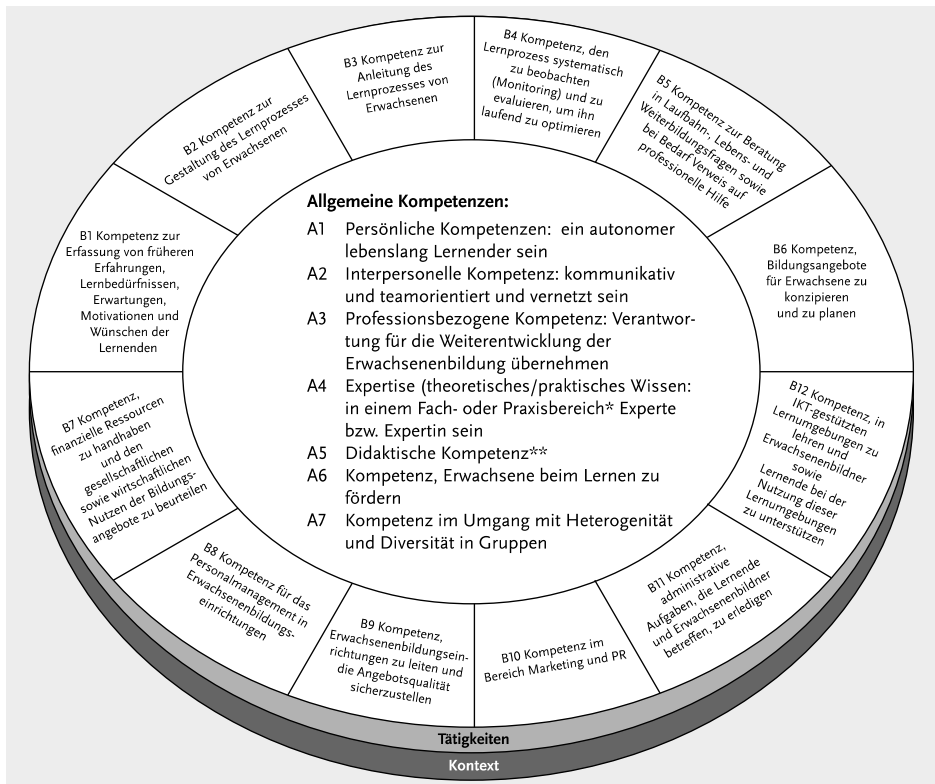 B1 Kompetenz zur
Erfassung von früheren
Erfahrungen,
Lernbedürfnissen,
Erwartungen,
Motivationen und
Wünschen der
Lernenden
B2 Kompetenz zur
Gestaltung des Lernprozesses
von Erwachsenen
B3 Kompetenz zur
Anleitung des
Lernprozesses von
Erwachsenen
B4 Kompetenz, den
Lernprozess systematisch
zu beobachten
(Monitoring) und zu
evaluieren, um ihn
laufend zu optimieren
B5 Kompetenz zur Beratung
in Laufbahn-, Lebens- und
Weiterbildungsfragen sowie
bei Bedarf Verweis auf
professionelle Hilfe
B6 Kompetenz,
Bildungsangebote
für Erwachsene zu
konzipieren
und zu planen
Allgemeine Kompetenzen:
A1 Persönliche Kompetenzen: ein autonomer
lebenslang Lernender sein
A2 Interpersonelle Kompetenz: kommunikativ
und teamorientiert und vernetzt sein
A3 Professionsbezogene Kompetenz: Verantwor-
tung für die Weiterentwicklung der
Erwachsenenbildung übernehmen
A4 Expertise (theoretisches/praktisches Wissen:
in einem Fach- oder Praxisbereich* Experte
bzw. Expertin sein
A5 Didaktische Kompetenz**
A6 Kompetenz, Erwachsene beim Lernen zu
fördern
A7 Kompetenz im Umgang mit Heterogenität
und Diversität in Gruppen
B7 Kompetenz,
finanzielle Ressourcen
zu handhaben
und den
gesellschaftlichen
sowie wirtschaftlichen
Nutzen der Bildungs-
angebote zu beurteilen
B8 Kompetenz für das
Personalmanagement in
Erwachsenenbildungs-
einrichtungen
B9 Kompetenz,
Erwachsenenbildungsein-
richtungen zu leiten und
die Angebotsqualität
sicherzustellen
B10 Kompetenz im
Bereich Marketing und PR
B11 Kompetenz,
administrative
Aufgaben, die Lernende
und Erwachsenenbildner
betreffen, zu erledigen
B12 Kompetenz, in
IKT-gestützten
Lernumgebungen zu
lehren und
Erwachsenenbildner
sowie
Lernende bei der
Nutzung dieser
Lernumgebungen
zu unterstützen
Tätigkeiten
Kontext